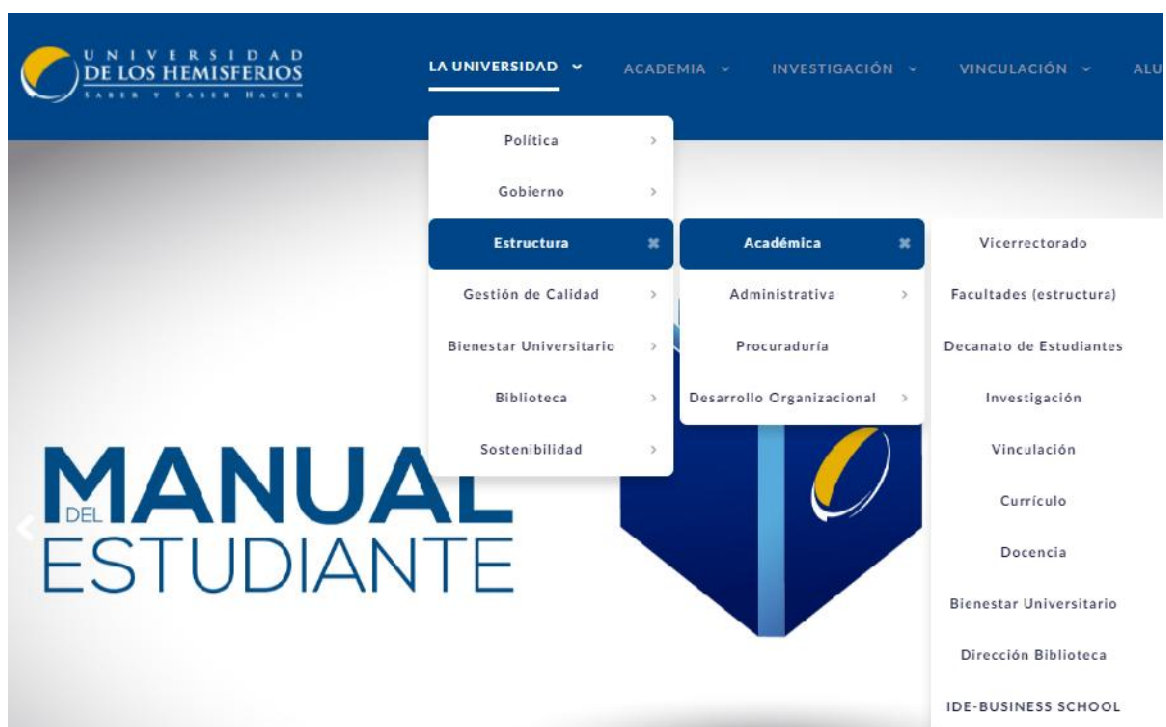 UNIVERSIDAD
DE LOS HEMISFERIOS
SABER Y SABER HACER
LA UNIVERSIDAD
ACADEMIA
INVESTIGACIÓN
VINCULACIÓN
ALU
Política
Gobierno
Estructura
Gestión de Calidad
Bienestar Universitario
Biblioteca
Sostenibilidad
Académica
Administrativa
Procuraduría
Desarrollo Organizacional
Vicerrectorado
Facultades (estructura)
Decanato de Estudiantes
Investigación
Vinculación
Currículo
Docencia
Bienestar Universitario
Dirección Biblioteca
IDE-BUSINESS SCHOOL
MANUAL
DEL
ESTUDIANTE